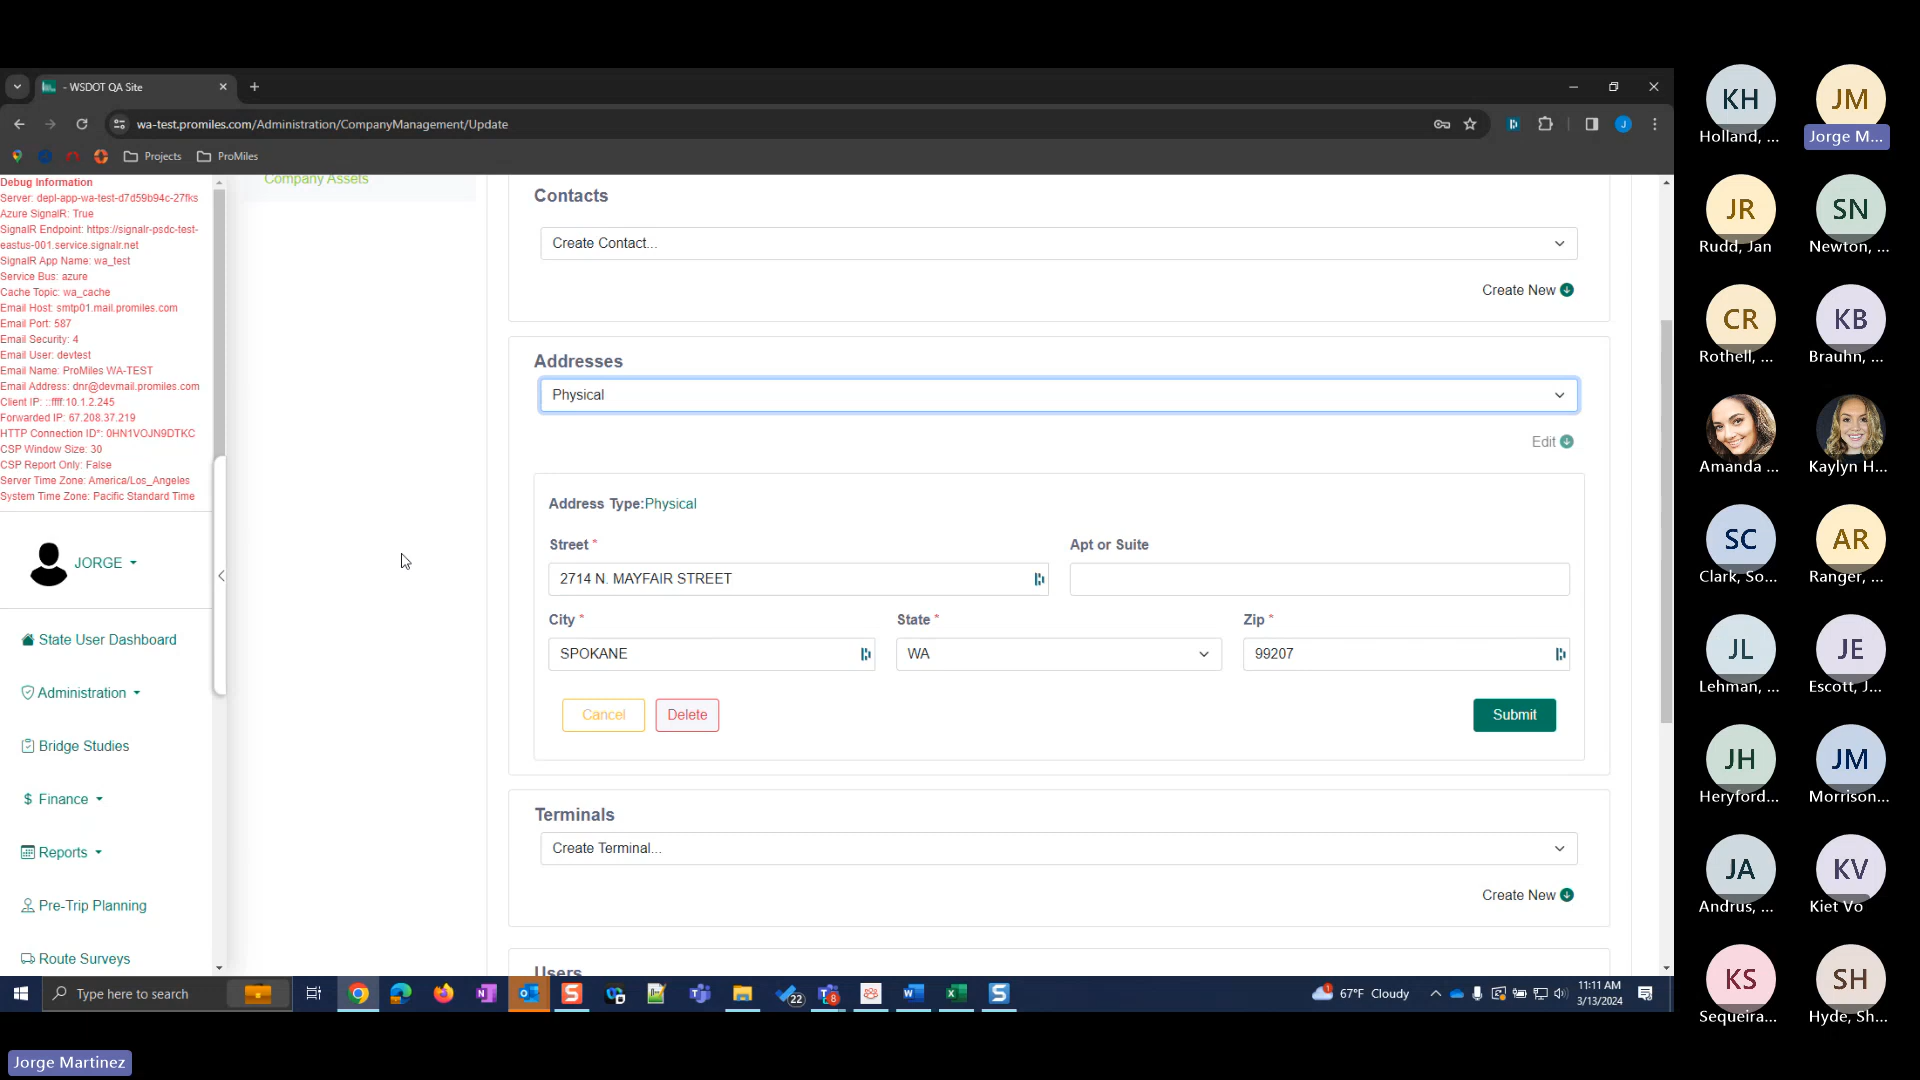 - WSDOT QA Site
wa-test.promiles.com/Administration/CompanyManagement/Update
J
Projects
ProMiles
Debug Information
Server: depl-app-wa-test-d7d59b94c-27fks
Azure SignalR: True
SignalR Endpoint: https://signalr-psdc-test-
eastus-001.service.signalr.net
SignalR App Name: wa_test
Service Bus: azure
Cache Topic: wa_cache
Email Host: smtp01.mail.promiles.com
Email Port: 587
Email Security: 4
Email User: devtest
Email Name: ProMiles WA-TEST
Email Address: dnr@devmail.promiles.com
Client IP: ::ffff:10.1.2.245
Forwarded IP: 67.208.37.219
HTTP Connection ID*: 0HN1VOJN9DTKC
CSP Window Size: 30
CSP Report Only: False
Server Time Zone: America/Los_Angeles
System Time Zone: Pacific Standard Time
JORGE
State User Dashboard
Administration
Bridge Studies
$ Finance
Reports
Pre-Trip Planning
Route Surveys
Company Assets
Contacts
Create Contact...
Create New
Addresses
Physical
Edit
Address Type:Physical
Street *
Apt or Suite
2714 N. MAYFAIR STREET
City *
State *
Zip *
SPOKANE
WA
99207
Cancel
Delete
Submit
Terminals
Create Terminal...
Create New
Users
Type here to search
22
8
67°F Cloudy
11:11 AM
3/13/2024
KH
Holland, ...
JM
Jorge M...
JR
Rudd, Jan
SN
Newton, ...
CR
Rothell, ...
KB
Brauhn, ...
Amanda ...
Kaylyn H...
SC
Clark, So...
AR
Ranger, ...
JL
Lehman, ...
JE
Escott, J...
JH
Heryford...
JM
Morrison...
JA
Andrus, ...
KV
Kiet Vo
KS
Sequeira...
SH
Hyde, Sh...
Jorge Martinez